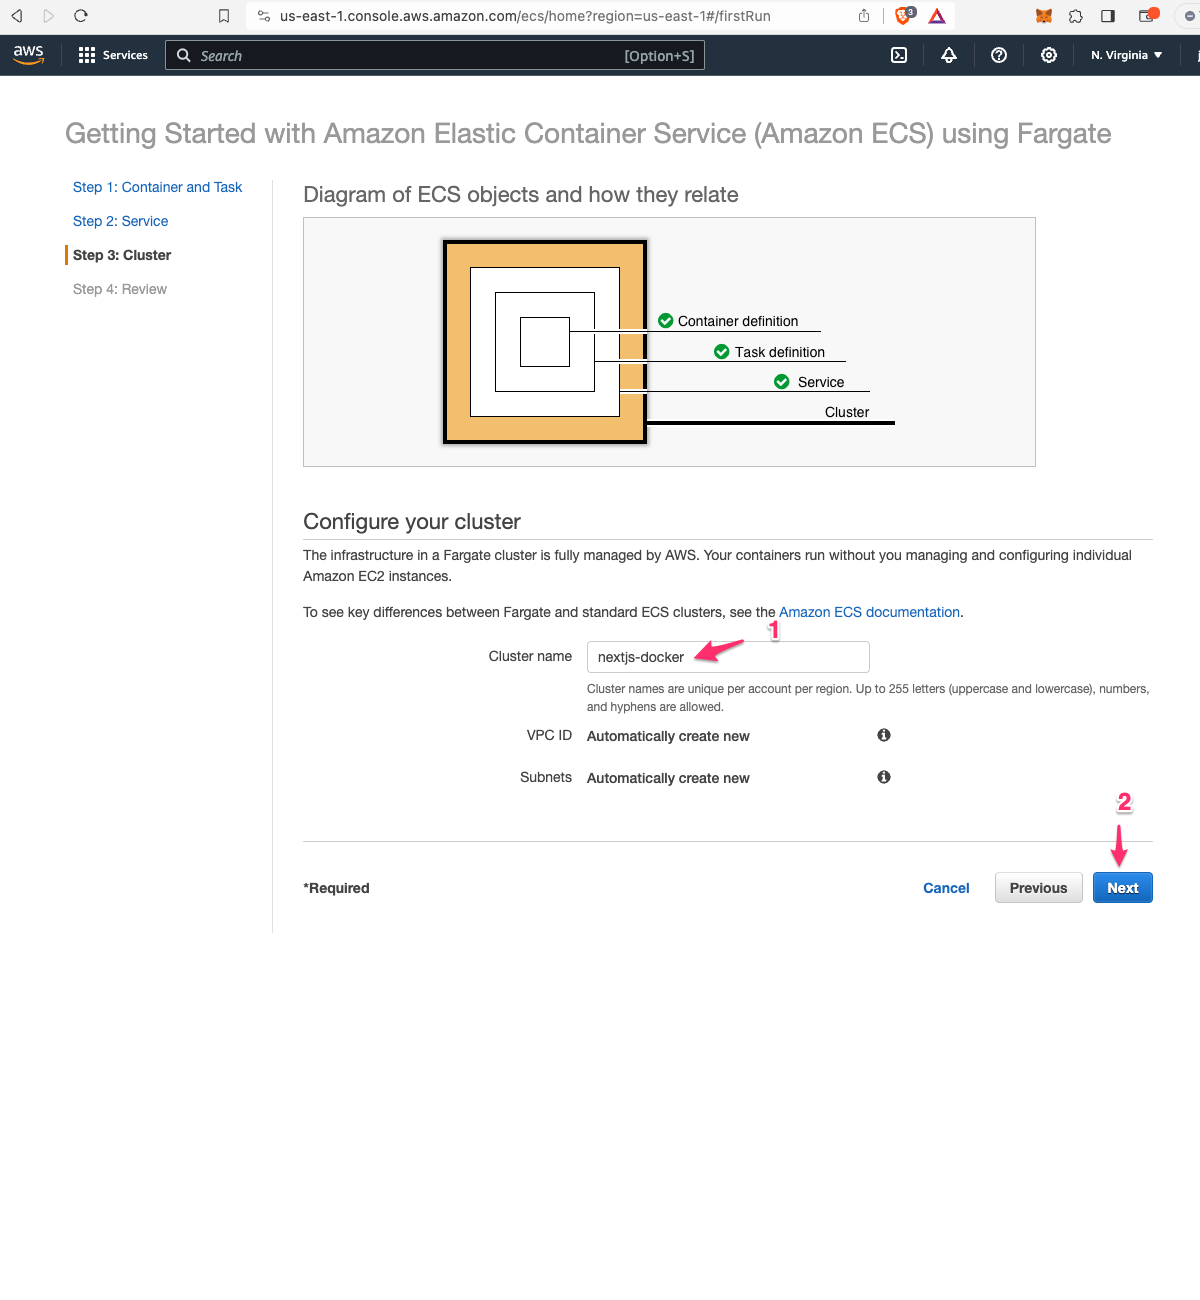 us-east-1.console.aws.amazon.com/ecs/home?region=us-east-1#/firstRun
3
aws
Services
Search
[Option+S]
N. Virginia
Getting Started with Amazon Elastic Container Service (Amazon ECS) using Fargate
Step 1: Container and Task
Step 2: Service
Step 3: Cluster
Step 4: Review
Diagram of ECS objects and how they relate
Container definition
Task definition
Service
Cluster
Configure your cluster
The infrastructure in a Fargate cluster is fully managed by AWS. Your containers run without you managing and configuring individual
Amazon EC2 instances.
To see key differences between Fargate and standard ECS clusters, see the Amazon ECS documentation.
1
Cluster name
nextjs-docker
Cluster names are unique per account per region. Up to 255 letters (uppercase and lowercase), numbers,
and hyphens are allowed.
VPC ID
Automatically create new
Subnets
Automatically create new
2
*Required
Cancel
Previous
Next